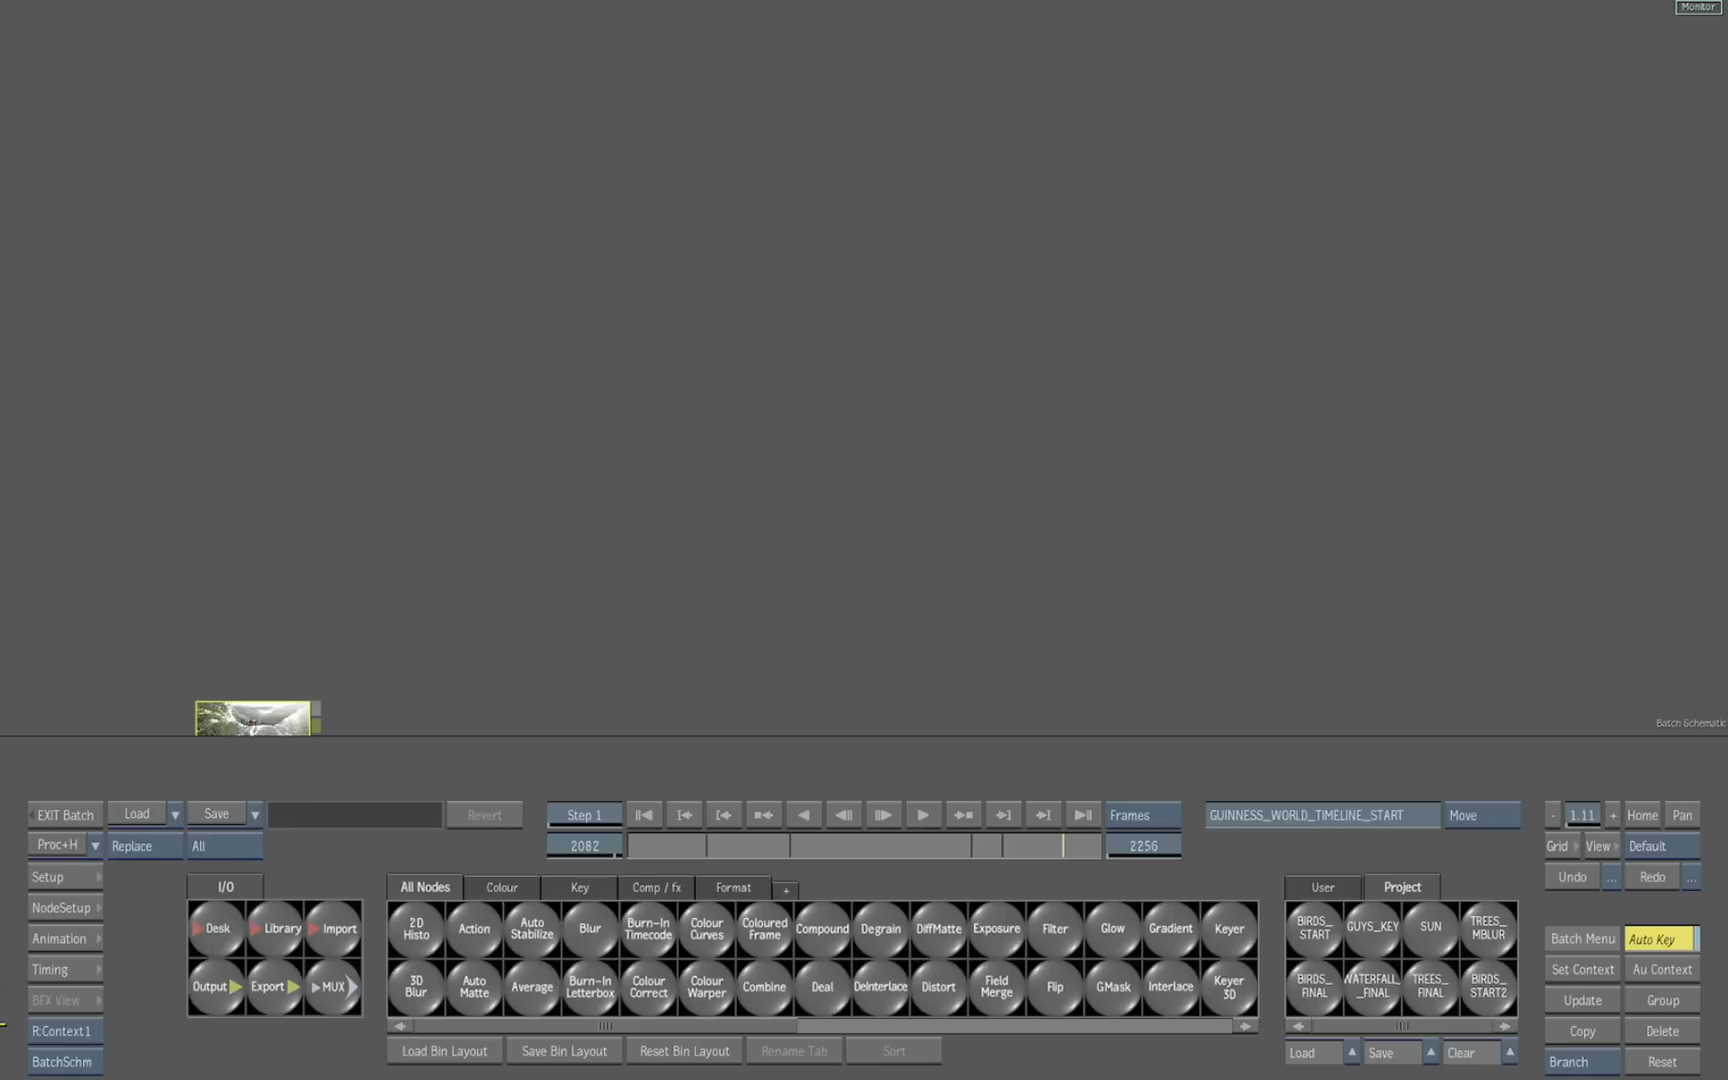 Monitor
Batch Schematic
EXIT Batch
Load
Save
Revert
Step 1
Frames
GUINNESS_WORLD_TIMELINE_START
Move
-
1.11
+
Home
Pan
Proc+H
Replace
All
2082
2256
Grid
View
Default
Setup
Undo
...
Redo
...
I/O
All Nodes
Colour
Key
Comp / fx
Format
+
User
Project
NodeSetup
Animation
Timing
BFX View
R:Context1
BatchSchm
Desk
Library
Import
Output
Export
MUX
2D Histo
Action
Auto Stabilize
Blur
Burn-In Timecode
Colour Curves
Coloured Frame
Compound
Degrain
DiffMatte
Exposure
Filter
Glow
Gradient
Keyer
3D Blur
Auto Matte
Average
Burn-In Letterbox
Colour Correct
Colour Warper
Combine
Deal
DeInterlace
Distort
Field Merge
Flip
GMask
Interlace
Keyer 3D
BIRDS_ START
GUYS_KEY
SUN
TREES_ MBLUR
BIRDS_ FINAL
WATERFALL_ _FINAL
TREES_ FINAL
BIRDS_ START2
Load Bin Layout
Save Bin Layout
Reset Bin Layout
Rename Tab
Sort
Load
Save
Clear
Batch Menu
Auto Key
Set Context
Au Context
Update
Group
Copy
Delete
Branch
Reset